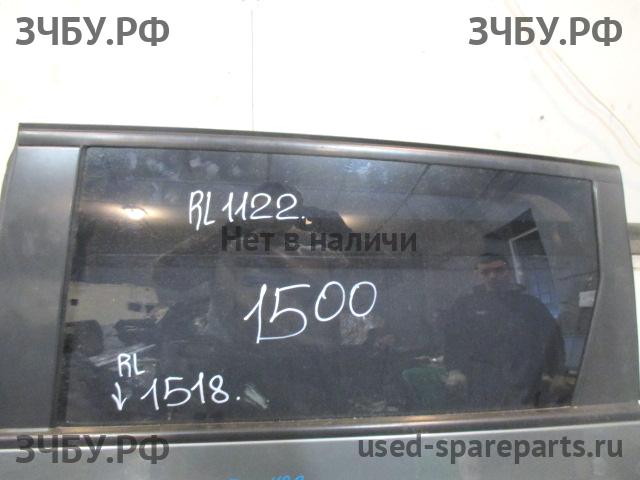 ЗЧБУ.РФ ЗЧБУ.РФ
RL 1122.
Нет в наличи
1500
RL
↓ 1518.
ЗЧБУ.РФ used-spareparts.ru